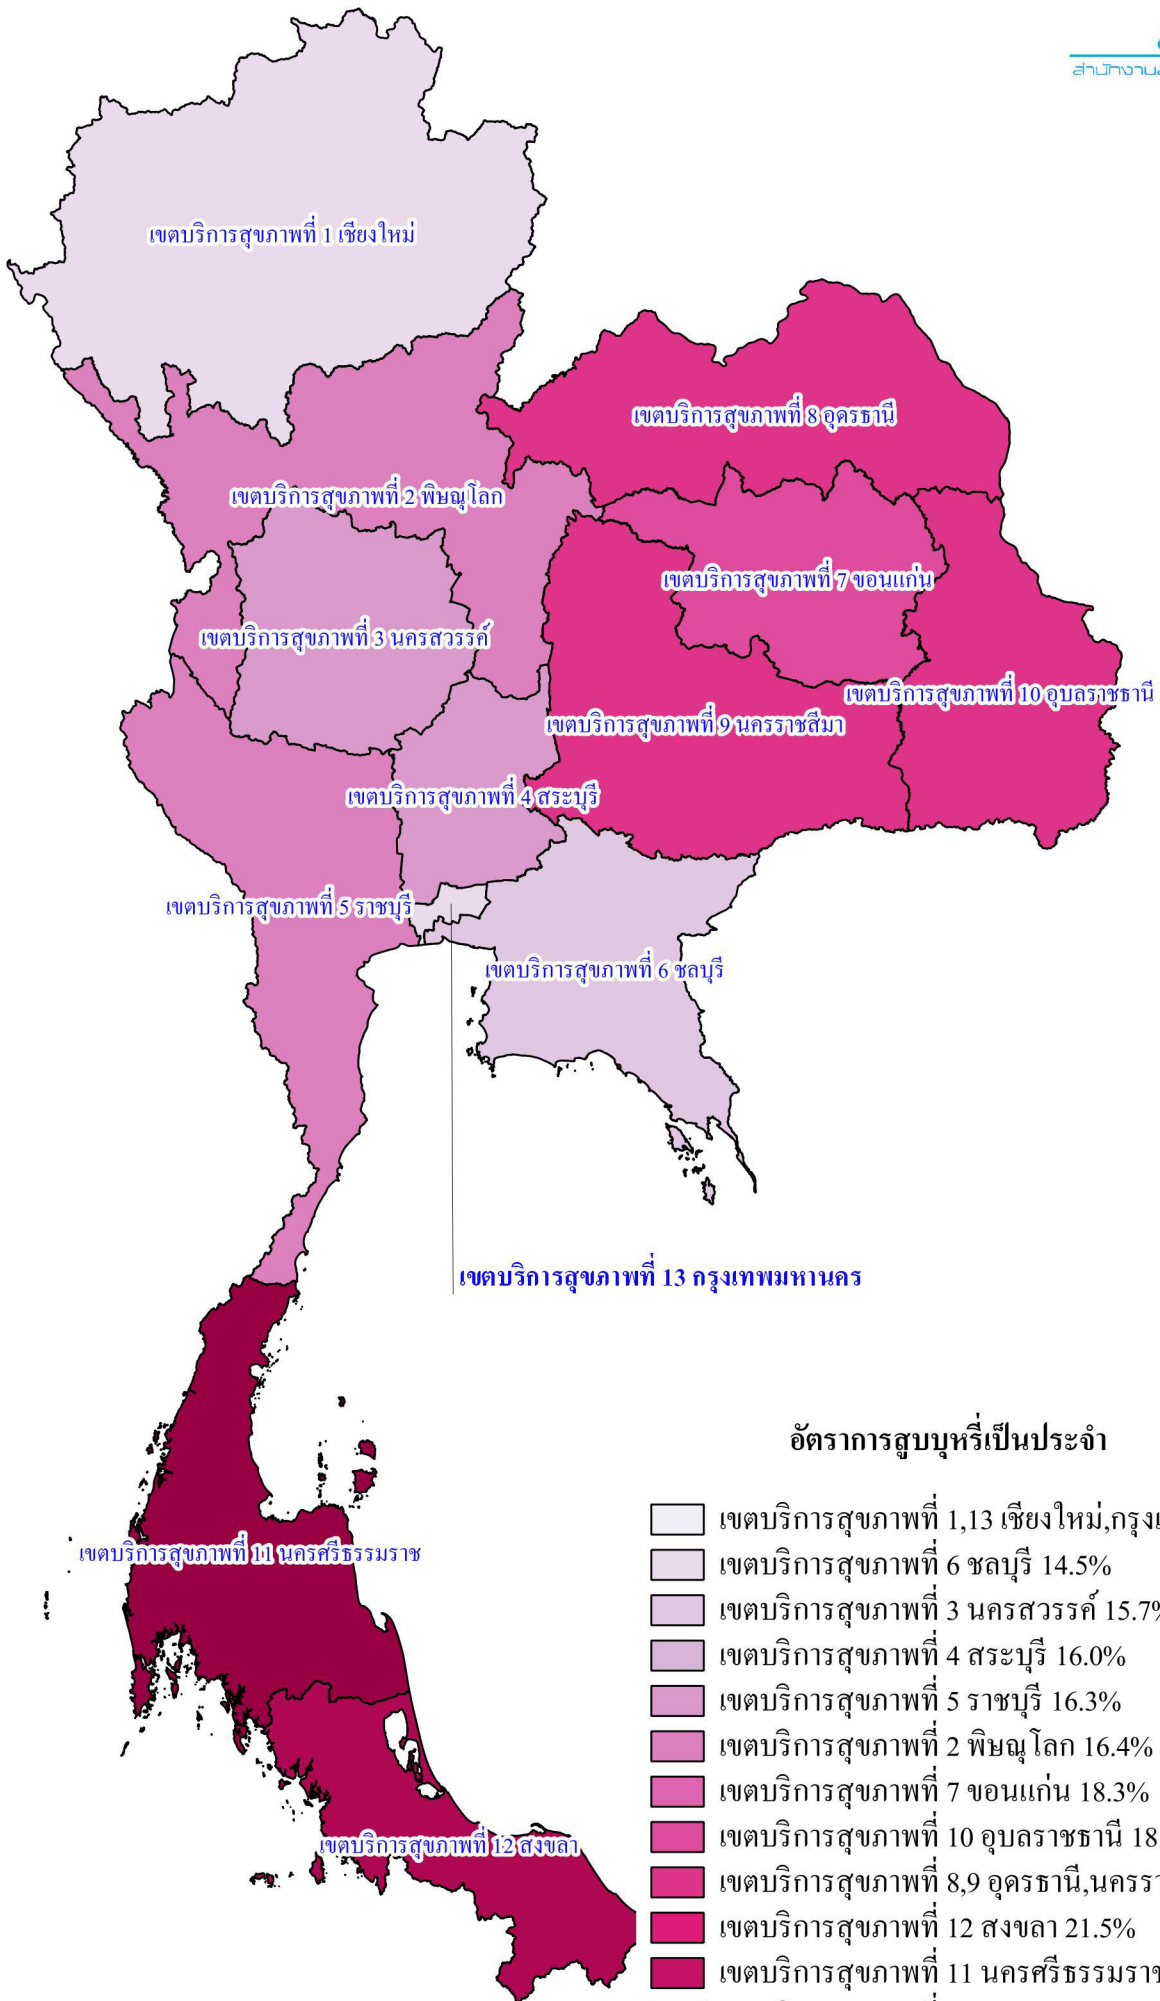 สำนักงาน
เขตบริการสุขภาพที่ 1 เชียงใหม่
เขตบริการสุขภาพที่ 8 อุดรธานี
เขตบริการสุขภาพที่ 2 พิษณุโลก
เขตบริการสุขภาพที่ 7 ขอนแก่น
เขตบริการสุขภาพที่ 3 นครสวรรค์
เขตบริการสุขภาพที่ 10 อุบลราชธานี
เขตบริการสุขภาพที่ 9 นครราชสีมา
เขตบริการสุขภาพที่ 4 สระบุรี
เขตบริการสุขภาพที่ 5 ราชบุรี
เขตบริการสุขภาพที่ 6 ชลบุรี
เขตบริการสุขภาพที่ 13 กรุงเทพมหานคร
เขตบริการสุขภาพที่ 11 นครศรีธรรมราช
เขตบริการสุขภาพที่ 12 สงขลา
อัตราการสูบบุหรี่เป็นประจำ
เขตบริการสุขภาพที่ 1,13 เชียงใหม่,กรุง
เขตบริการสุขภาพที่ 6 ชลบุรี 14.5%
เขตบริการสุขภาพที่ 3 นครสวรรค์ 15.7%
เขตบริการสุขภาพที่ 4 สระบุรี 16.0%
เขตบริการสุขภาพที่ 5 ราชบุรี 16.3%
เขตบริการสุขภาพที่ 2 พิษณุโลก 16.4%
เขตบริการสุขภาพที่ 7 ขอนแก่น 18.3%
เขตบริการสุขภาพที่ 10 อุบลราชธานี 18
เขตบริการสุขภาพที่ 8,9 อุดรธานี,นครรา
เขตบริการสุขภาพที่ 12 สงขลา 21.5%
เขตบริการสุขภาพที่ 11 นครศรีธรรมราช